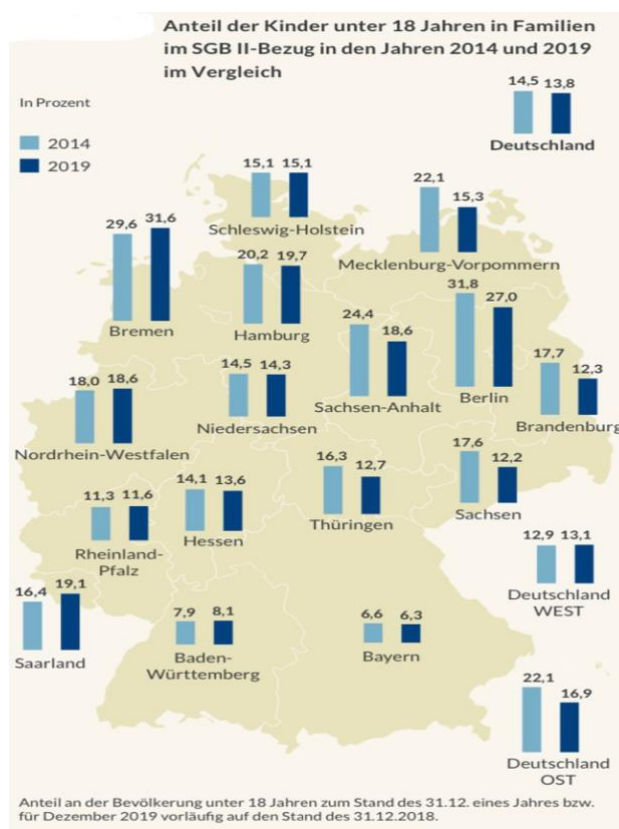 Anteil der Kinder unter 18 Jahren in Familien
im SGB II-Bezug in den Jahren 2014 und 2019
im Vergleich
In Prozent
2014
2019
14,5 13,8
Deutschland
15,1 15,1
Schleswig-Holstein
22,1 15,3
Mecklenburg-Vorpommern
29,6 31,6
Bremen
20,2 19,7
Hamburg
31,8 27,0
Berlin
24,4 18,6
Sachsen-Anhalt
17,7 12,3
Brandenburg
14,5 14,3
Niedersachsen
18,0 18,6
Nordrhein-Westfalen
17,6 12,2
Sachsen
16,3 12,7
Thüringen
14,1 13,6
Hessen
11,3 11,6
Rheinland-
Pfalz
12,9 13,1
Deutschland
WEST
16,4 19,1
Saarland
7,9 8,1
Baden-
Württemberg
6,6 6,3
Bayern
22,1 16,9
Deutschland
OST
Anteil an der Bevölkerung unter 18 Jahren zum Stand des 31.12. eines Jahres bzw.
für Dezember 2019 vorläufig auf den Stand des 31.12.2018.